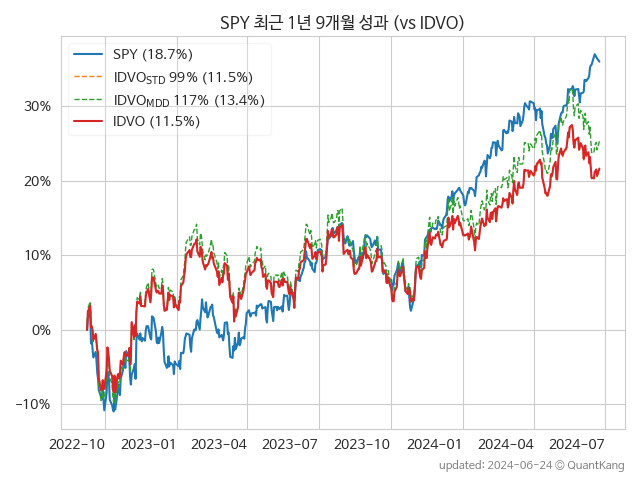 SPY 최근 1년 9개월 성과 (vs IDVO)
SPY (18.7%)
IDVO_STD 99% (11.5%)
IDVO_MDD 117% (13.4%)
IDVO (11.5%)
30%
20%
10%
0%
−10%
2022-10 2023-01 2023-04 2023-07 2023-10 2024-01 2024-04 2024-07
updated: 2024-06-24 ⓒ QuantKang